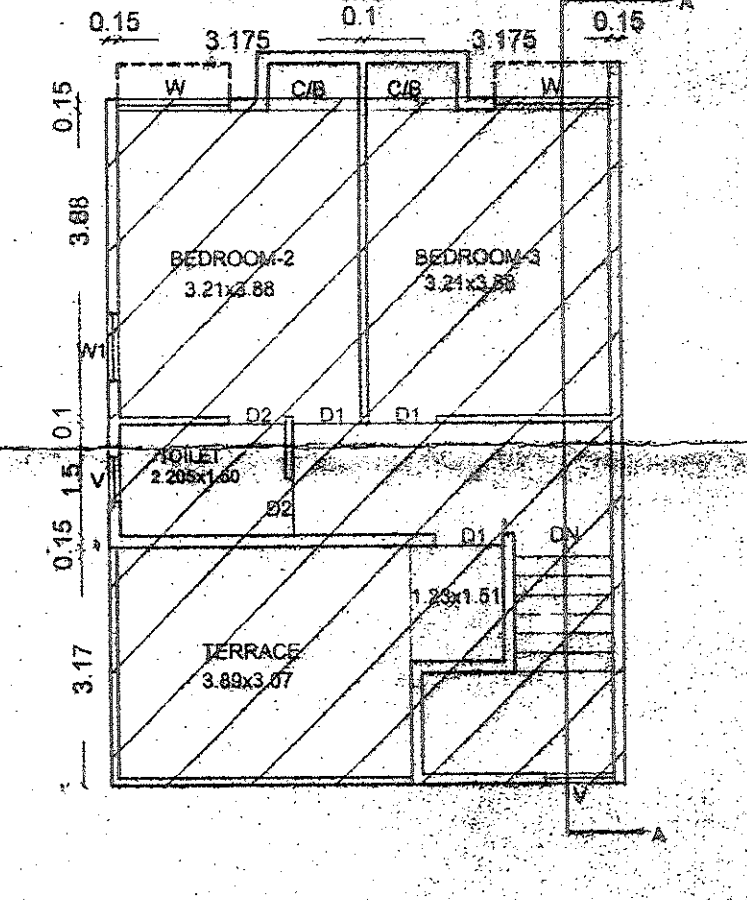 A
0.15
0.1
0.15
3.175
3.175
W
C/B
C/B
W
0.15
3.88
BEDROOM-2
3.21x3.88
BEDROOM-3
3.21x3.88
W1
0.1
D2
D1
D1
TOILET
2.205x1.50
1.5
V
D2
0.15
D1
DN
1.23x1.51
TERRACE
3.89x3.07
3.17
V
A